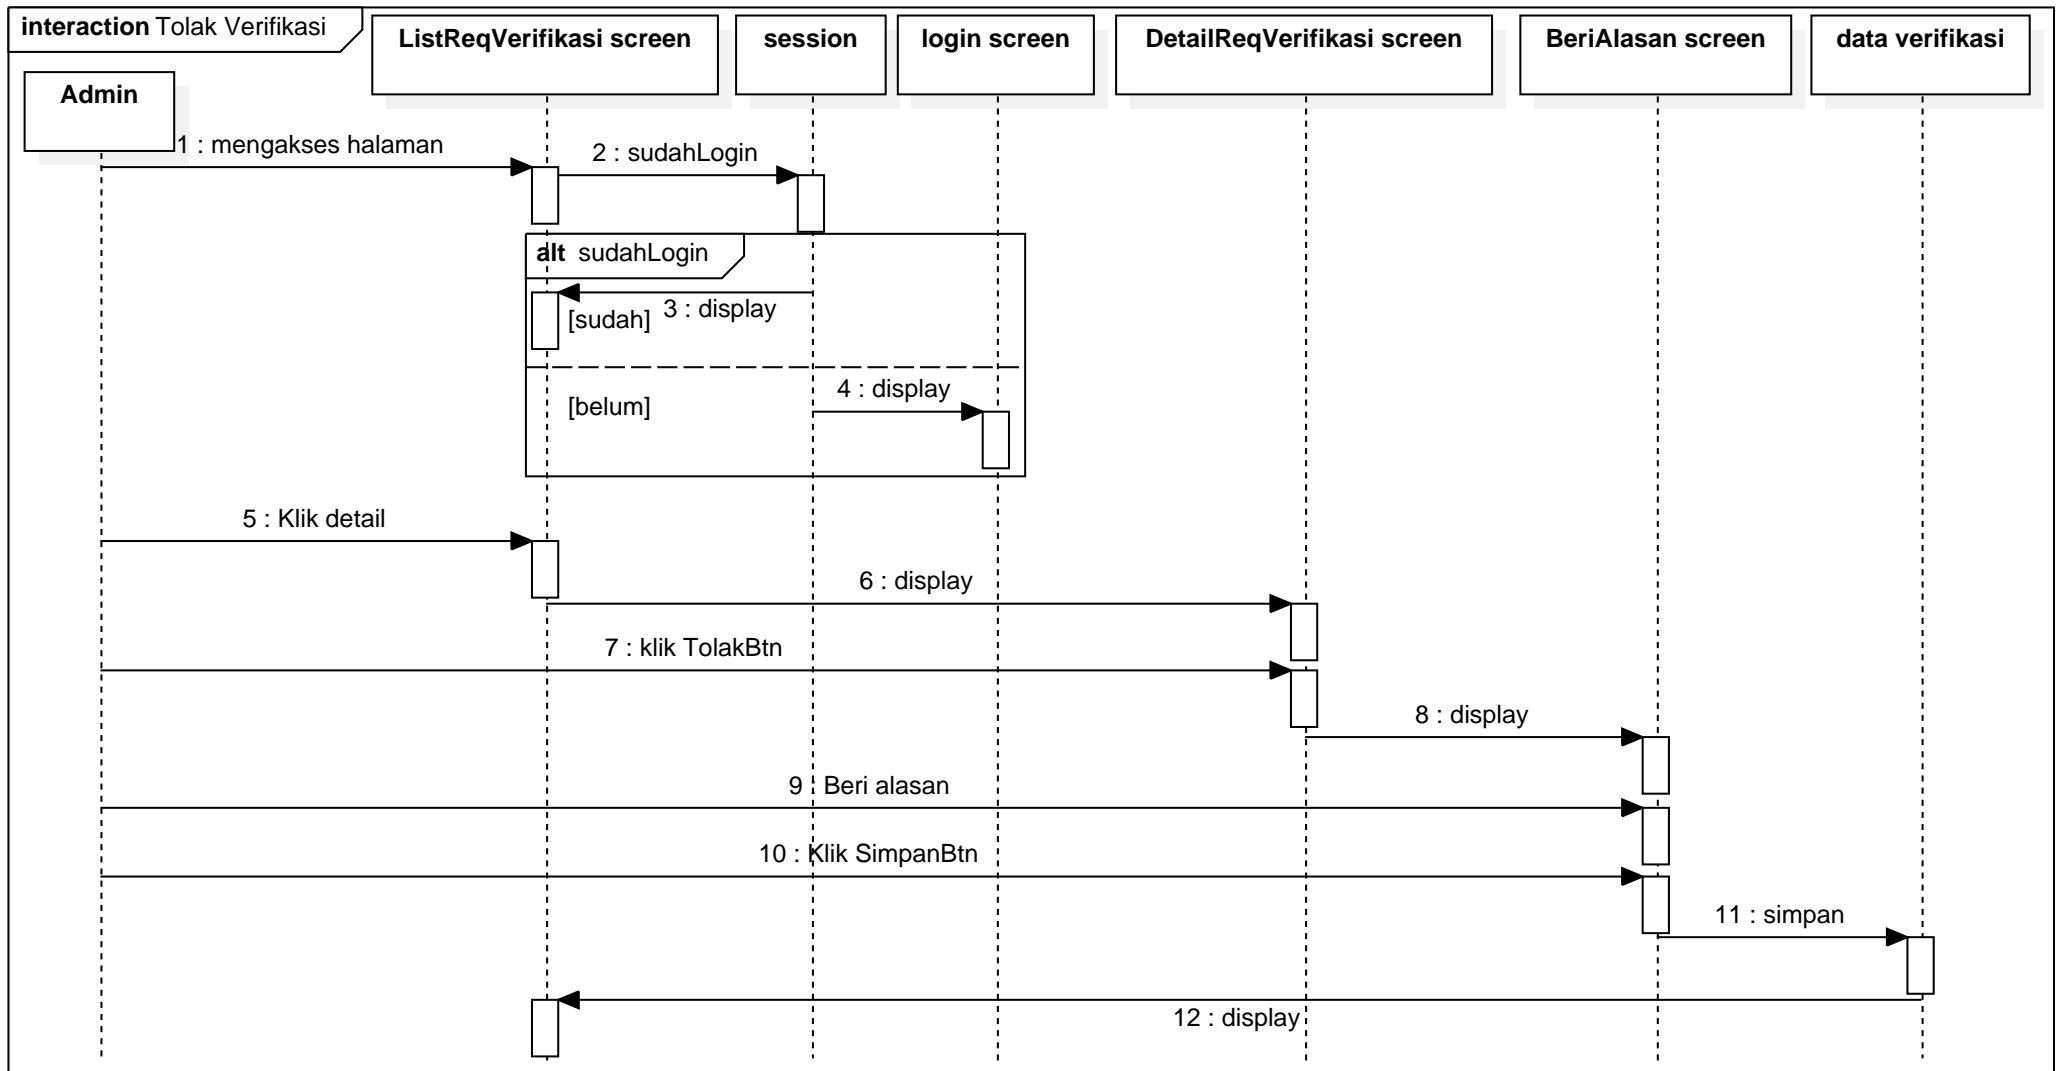 interaction Tolak Verifikasi
ListReqVerifikasi screen
session
login screen
DetailReqVerifikasi screen
BeriAlasan screen
data verifikasi
Admin
1 : mengakses halaman
2 : sudahLogin
alt sudahLogin
3 : display
[sudah]
4 : display
[belum]
5 : Klik detail
6 : display
7 : klik TolakBtn
8 : display
9 : Beri alasan
10 : Klik SimpanBtn
11 : simpan
12 : display